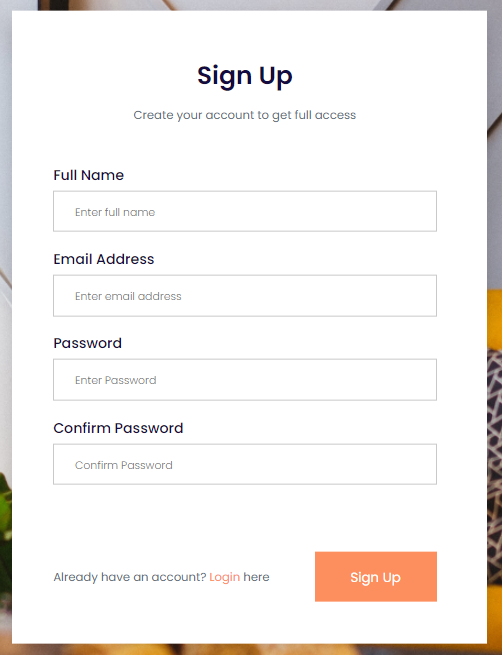 Sign Up
Create your account to get full access
Full Name
Enter full name
Email Address
Enter email address
Password
Enter Password
Confirm Password
Confirm Password
Already have an account? Login here
Sign Up